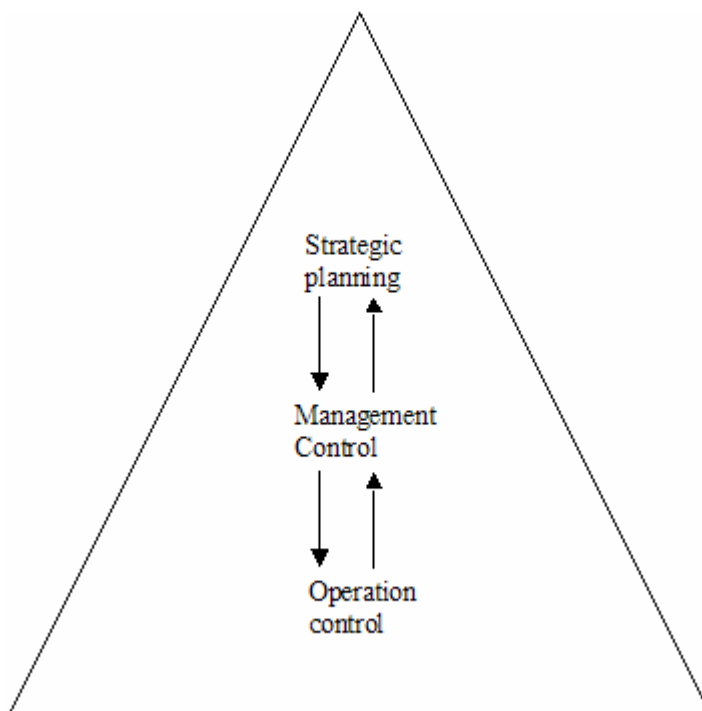 Strategic
planning
Management
Control
Operation
control